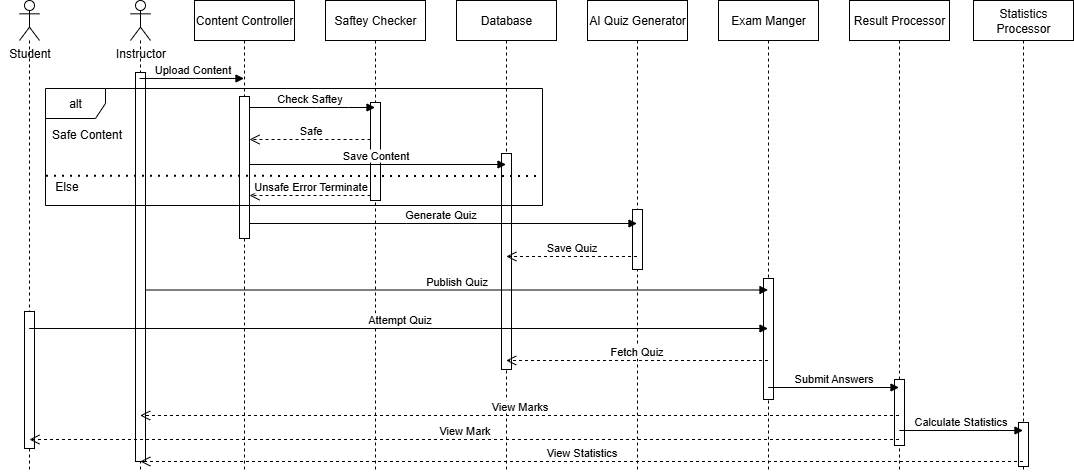 Student
Instructor
Content Controller
Saftey Checker
Database
AI Quiz Generator
Exam Manger
Result Processor
Statistics
Processor
Upload Content
alt
Check Saftey
Safe Content
Safe
Save Content
Else
Unsafe Error Terminate
Generate Quiz
Save Quiz
Publish Quiz
Attempt Quiz
Fetch Quiz
Submit Answers
View Marks
Calculate Statistics
View Mark
View Statistics